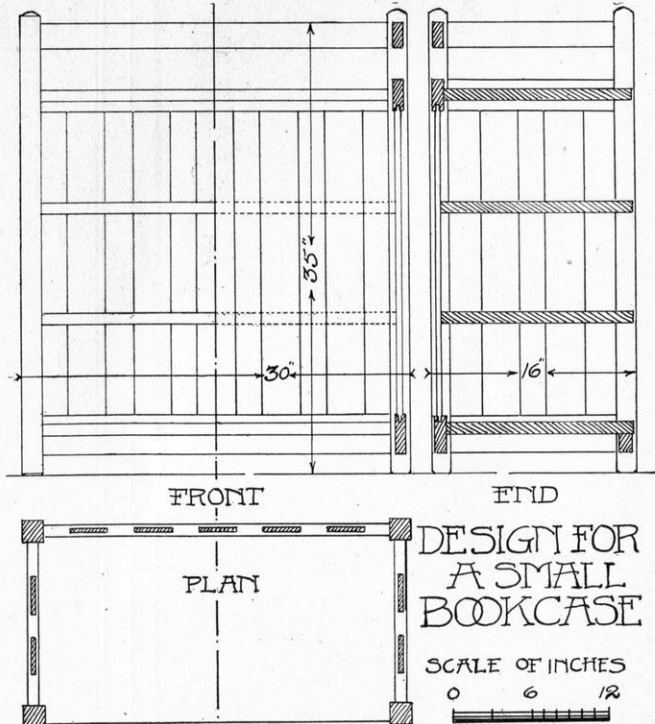 35"
30"
16"
FRONT
END
PLAN
DESIGN FOR
A SMALL
BOOKCASE
SCALE OF INCHES
0 6 12